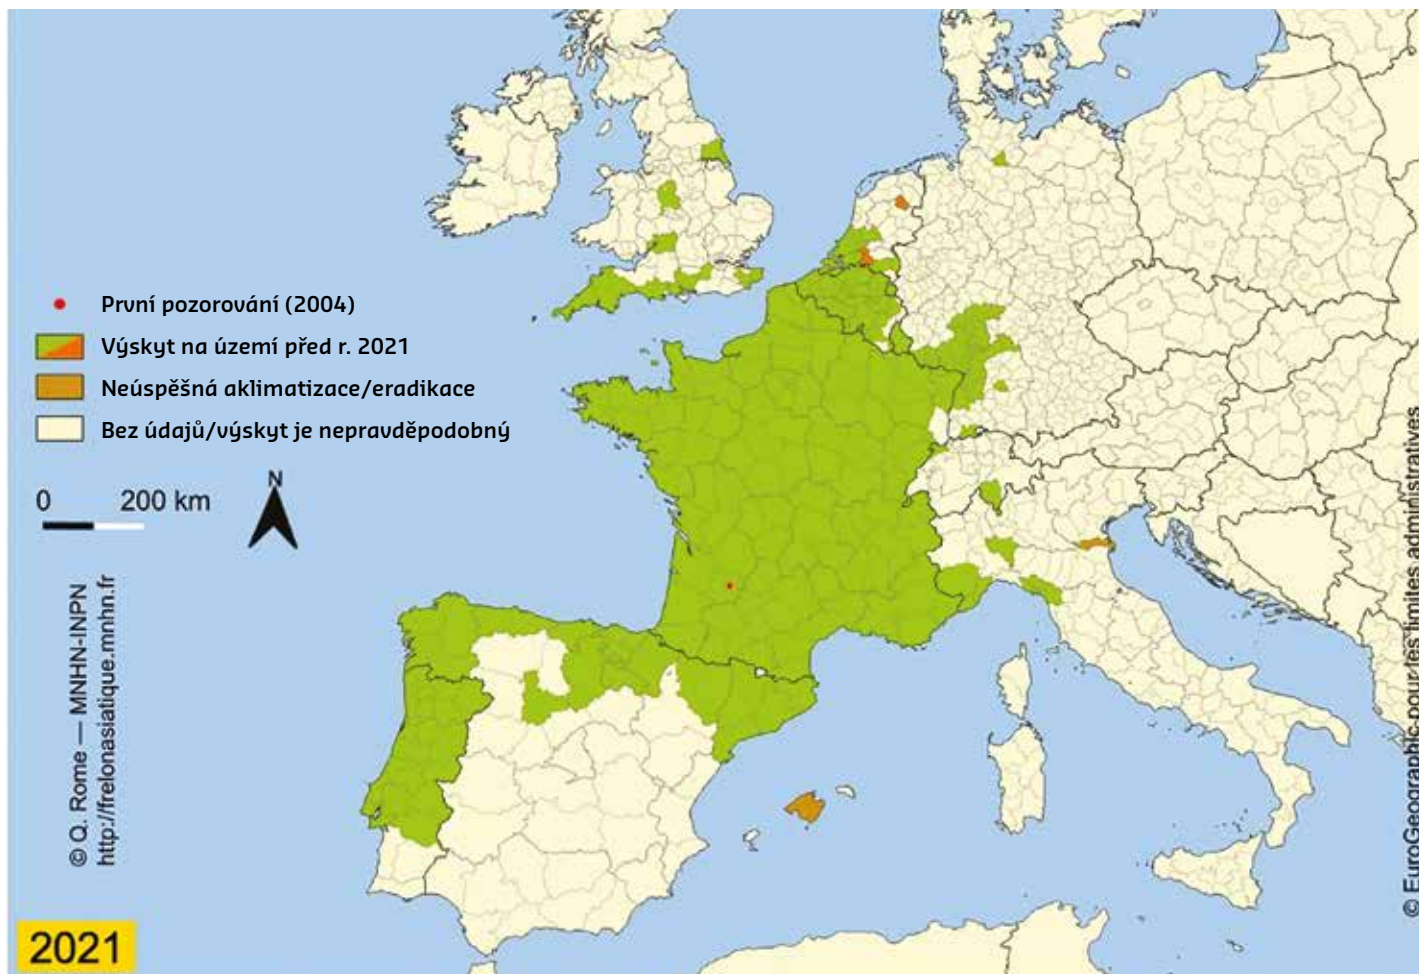 První pozorování (2004)
Výskyt na území před r. 2021
Neúspěšná aklimatizace/eradikace
Bez údajů/výskyt je nepravděpodobný
0 200 km
N
© Q. Rome — MNHN-INPN
http://frelonasiatique.mnhn.fr
2021
© EuroGeographic pour les limites administratives